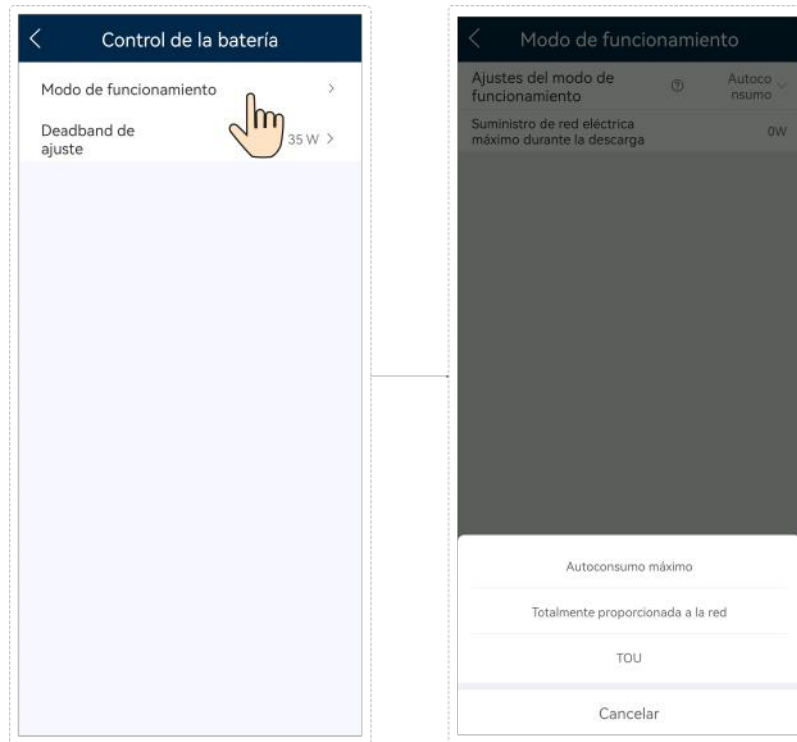 Control de la batería
Modo de funcionamiento
Deadband de
ajuste
35 W
Modo de funcionamiento
Ajustes del modo de
funcionamiento
Autoco
nsumo
Suministro de red eléctrica
máximo durante la descarga
0W
Autoconsumo máximo
Totalmente proporcionada a la red
TOU
Cancelar